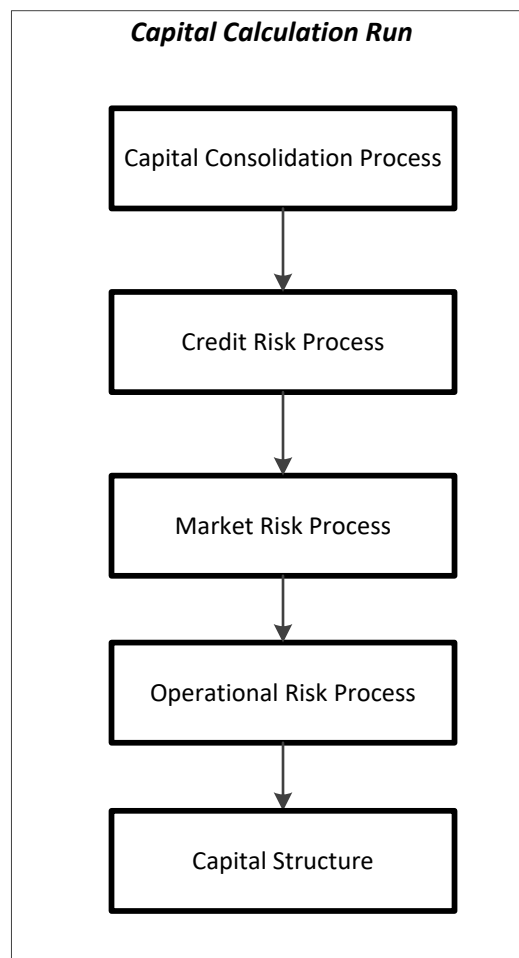 Capital Calculation Run
Capital Consolidation Process
Credit Risk Process
Market Risk Process
Operational Risk Process
Capital Structure